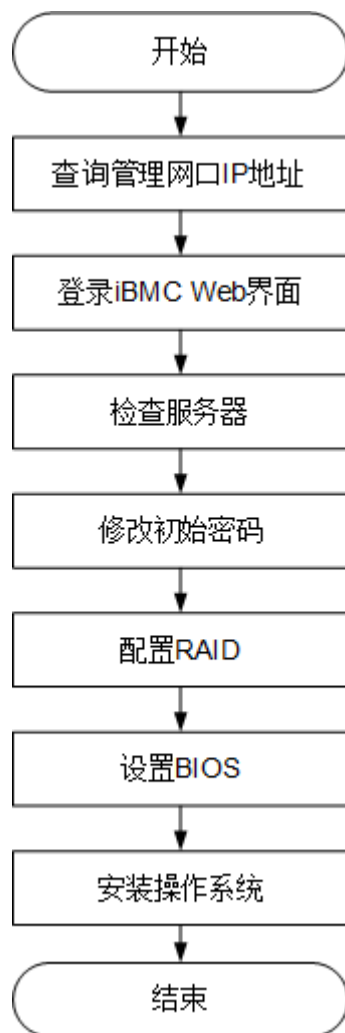 开始
查询管理网口IP地址
登录iBMC Web界面
检查服务器
修改初始密码
配置RAID
设置BIOS
安装操作系统
结束